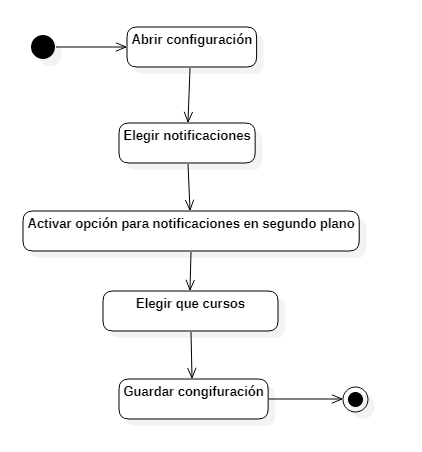 Abrir configuración
Elegir notificaciones
Activar opción para notificaciones en segundo plano
Elegir que cursos
Guardar congifuración